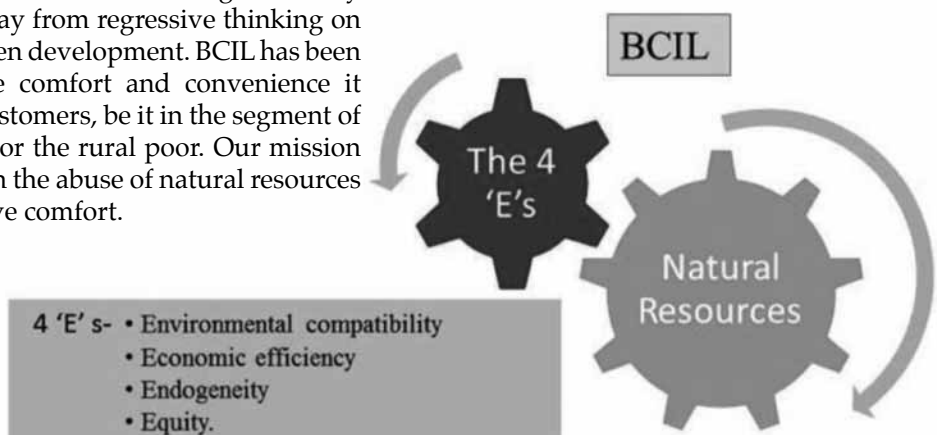 ay from regressive thinking on
en development. BCIL has been
e comfort and convenience it
stomers, be it in the segment of
or the rural poor. Our mission
n the abuse of natural resources
ve comfort.
BCIL
The 4
‘E’s
Natural
Resources
4 ‘E’ s- • Environmental compatibility
• Economic efficiency
• Endogeneity
• Equity.